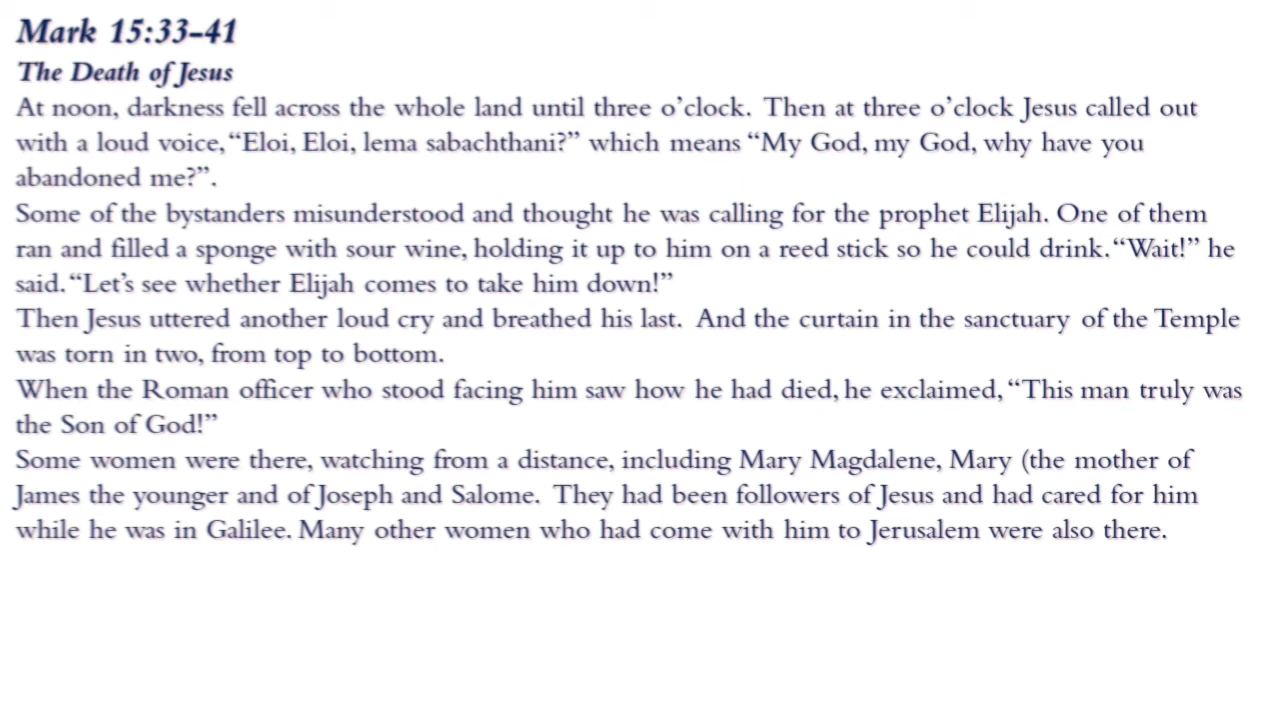 Mark 15:33-41
The Death of Jesus
At noon, darkness fell across the whole land until three o’clock. Then at three o’clock Jesus called out
with a loud voice, “Eloi, Eloi, lema sabachthani?” which means “My God, my God, why have you
abandoned me?”.
Some of the bystanders misunderstood and thought he was calling for the prophet Elijah. One of them
ran and filled a sponge with sour wine, holding it up to him on a reed stick so he could drink. “Wait!” he
said. “Let’s see whether Elijah comes to take him down!”
Then Jesus uttered another loud cry and breathed his last. And the curtain in the sanctuary of the Temple
was torn in two, from top to bottom.
When the Roman officer who stood facing him saw how he had died, he exclaimed, “This man truly was
the Son of God!”
Some women were there, watching from a distance, including Mary Magdalene, Mary (the mother of
James the younger and of Joseph and Salome. They had been followers of Jesus and had cared for him
while he was in Galilee. Many other women who had come with him to Jerusalem were also there.